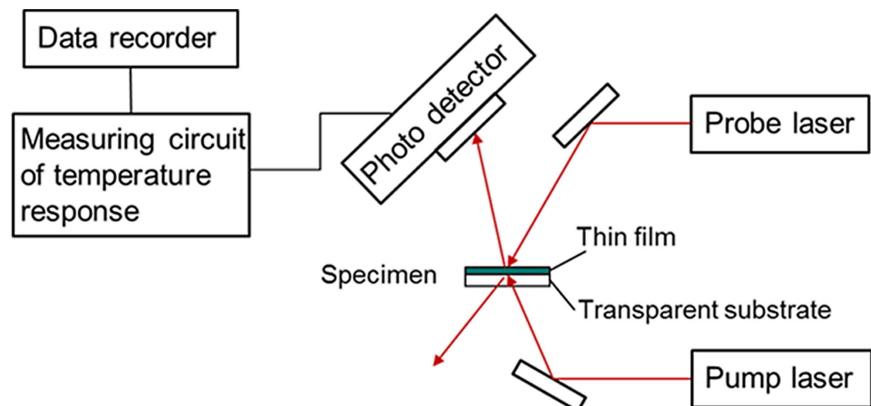 Data recorder
Measuring circuit
of temperature
response
Photo detector
Probe laser
Thin film
Specimen
Transparent substrate
Pump laser